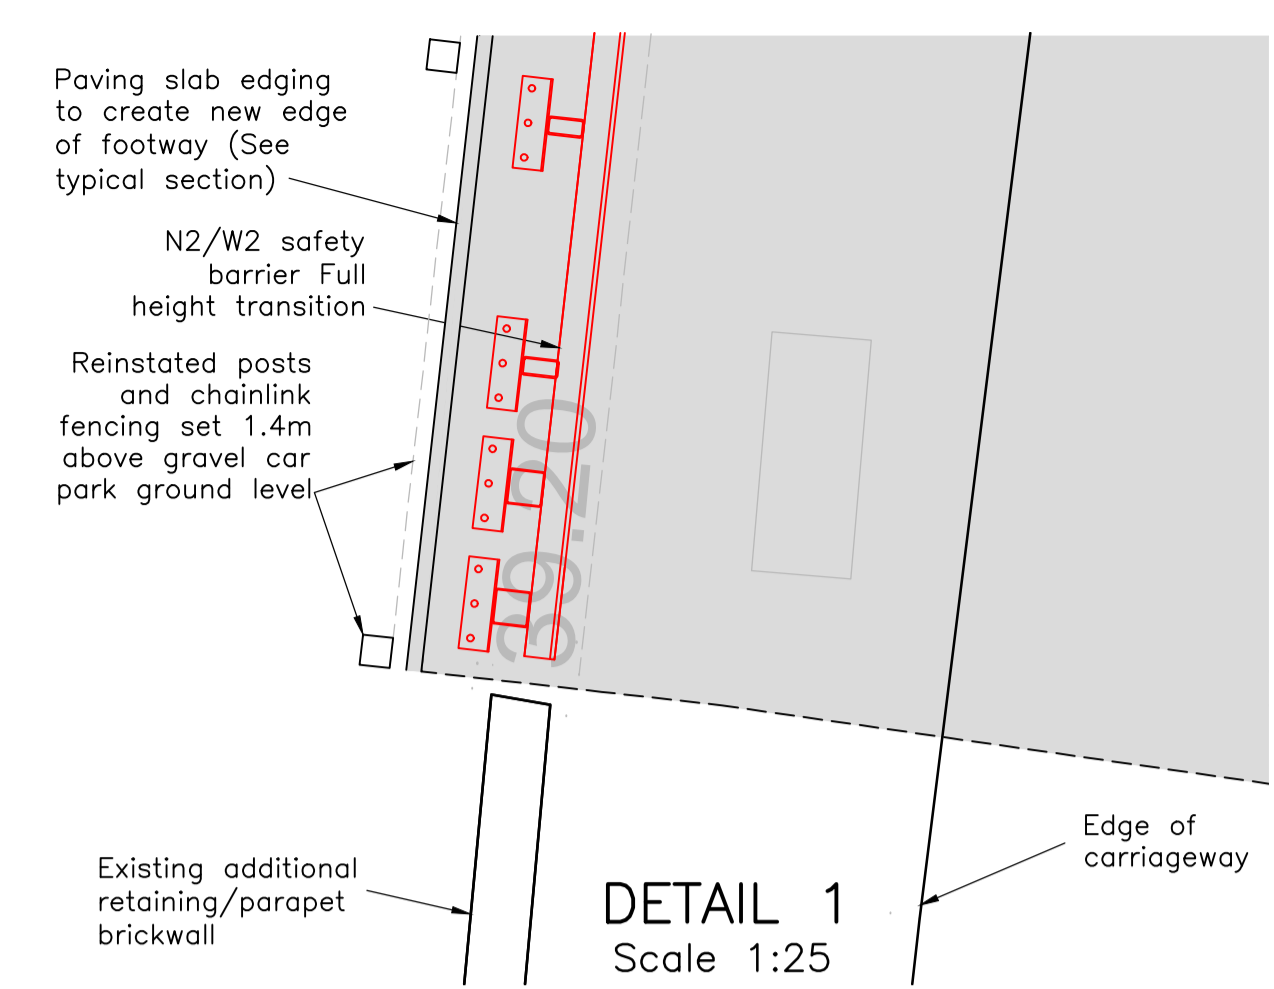 Paving slab edging
to create new edge
of footway (See
typical section)
N2/W2 safety
barrier Full
height transition
Reinstated posts
and chainlink
fencing set 1.4m
above gravel car
park ground level
39.20
Existing additional
retaining/parapet
brickwall
DETAIL 1
Scale 1:25
Edge of
carriageway